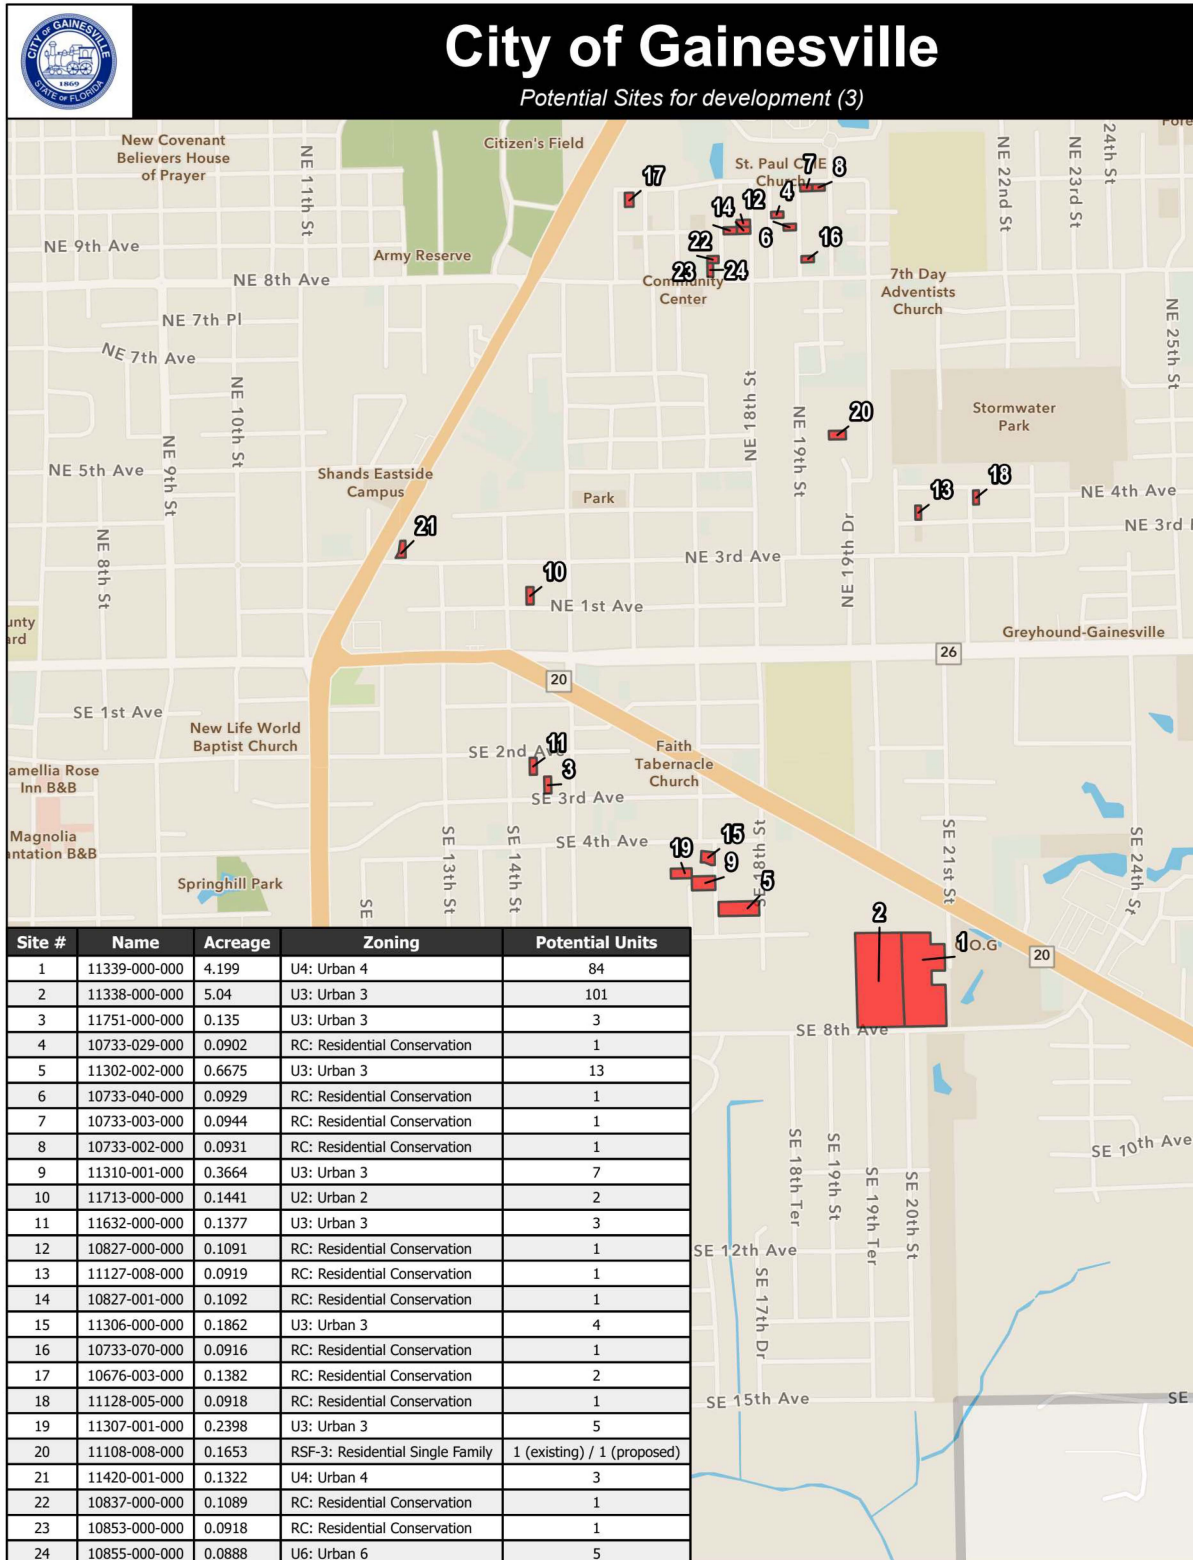 CITY OF GAINESVILLE
1869
STATE OF FLORIDA
City of Gainesville
Potential Sites for development (3)
New Covenant
Believers House
of Prayer
NE 11th St
Citizen's Field
St. Paul CME
Church
NE 22nd St
NE 23rd St
24th St
17
7
8
14
12
4
6
22
16
23
24
NE 9th Ave
Army Reserve
NE 8th Ave
Community
Center
7th Day
Adventists
Church
NE 7th Pl
NE 7th Ave
NE 25th St
NE 10th St
NE 18th St
NE 19th St
20
Stormwater
Park
NE 9th St
NE 5th Ave
Shands Eastside
Campus
Park
13
18
NE 4th Ave
NE 3rd
21
NE 8th St
NE 3rd Ave
NE 19th Dr
10
NE 1st Ave
Greyhound-Gainesville
26
20
SE 1st Ave
New Life World
Baptist Church
SE 2nd Ave
11
3
SE 3rd Ave
Faith
Tabernacle
Church
Rose
Inn B&B
Magnolia
B&B
SE 4th Ave
SE 13th St
SE 14th St
SE 18th St
SE 21st St
SE 24th St
Springhill Park
SE
19
15
9
5
2
1
O.G
20
SE 8th Ave
SE 10th Ave
SE 18th Ter
SE 19th St
SE 19th Ter
SE 20th St
SE 12th Ave
SE 17th Dr
SE 15th Ave
SE
Site # Name Acreage Zoning Potential Units
1 11339-000-000 4.199 U4: Urban 4 84
2 11338-000-000 5.04 U3: Urban 3 101
3 11751-000-000 0.135 U3: Urban 3 3
4 10733-029-000 0.0902 RC: Residential Conservation 1
5 11302-002-000 0.6675 U3: Urban 3 13
6 10733-040-000 0.0929 RC: Residential Conservation 1
7 10733-003-000 0.0944 RC: Residential Conservation 1
8 10733-002-000 0.0931 RC: Residential Conservation 1
9 11310-001-000 0.3664 U3: Urban 3 7
10 11713-000-000 0.1441 U2: Urban 2 2
11 11632-000-000 0.1377 U3: Urban 3 3
12 10827-000-000 0.1091 RC: Residential Conservation 1
13 11127-008-000 0.0919 RC: Residential Conservation 1
14 10827-001-000 0.1092 RC: Residential Conservation 1
15 11306-000-000 0.1862 U3: Urban 3 4
16 10733-070-000 0.0916 RC: Residential Conservation 1
17 10676-003-000 0.1382 RC: Residential Conservation 2
18 11128-005-000 0.0918 RC: Residential Conservation 1
19 11307-001-000 0.2398 U3: Urban 3 5
20 11108-008-000 0.1653 RSF-3: Residential Single Family 1 (existing) / 1 (proposed)
21 11420-001-000 0.1322 U4: Urban 4 3
22 10837-000-000 0.1089 RC: Residential Conservation 1
23 10853-000-000 0.0918 RC: Residential Conservation 1
24 10855-000-000 0.0888 U6: Urban 6 5